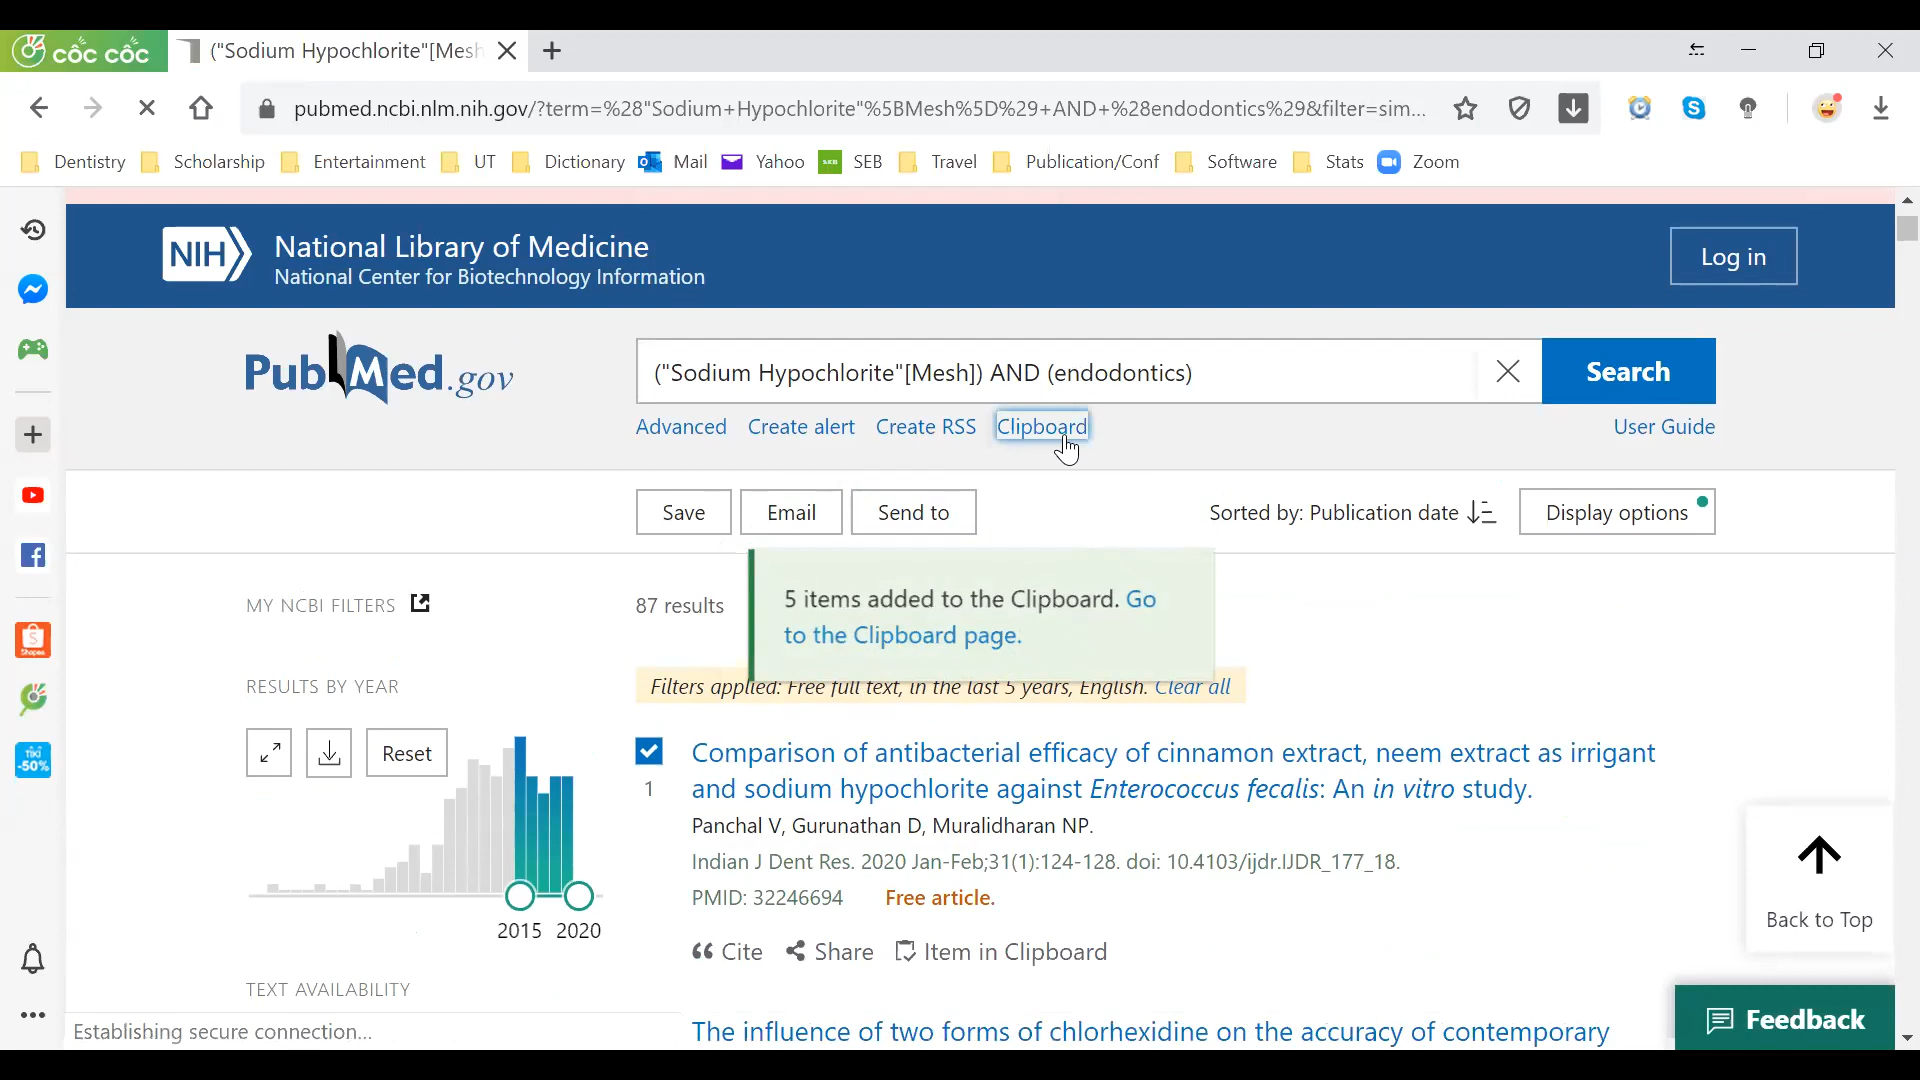 cốc cốc
("Sodium Hypochlorite"[Mesh
pubmed.ncbi.nlm.nih.gov/?term=%28"Sodium+Hypochlorite"%5BMesh%5D%29+AND+%28endodontics%29&filter=sim...
Dentistry Scholarship Entertainment UT Dictionary Mail Yahoo SEB Travel Publication/Conf Software Stats Zoom
NIH National Library of Medicine
National Center for Biotechnology Information
Log in
PubMed.gov
("Sodium Hypochlorite"[Mesh]) AND (endodontics)
Search
Advanced Create alert Create RSS Clipboard User Guide
Save Email Send to Sorted by: Publication date Display options
MY NCBI FILTERS
87 results
5 items added to the Clipboard. Go
to the Clipboard page.
RESULTS BY YEAR
Filters applied: Free full text, in the last 5 years, English. Clear all
Reset
2015 2020
TEXT AVAILABILITY
1
Comparison of antibacterial efficacy of cinnamon extract, neem extract as irrigant
and sodium hypochlorite against Enterococcus fecalis: An in vitro study.
Panchal V, Gurunathan D, Muralidharan NP.
Indian J Dent Res. 2020 Jan-Feb;31(1):124-128. doi: 10.4103/ijdr.IJDR_177_18.
PMID: 32246694 Free article.
Cite Share Item in Clipboard
The influence of two forms of chlorhexidine on the accuracy of contemporary
Back to Top
Feedback
Establishing secure connection...
Shopee
TIKI
-50%